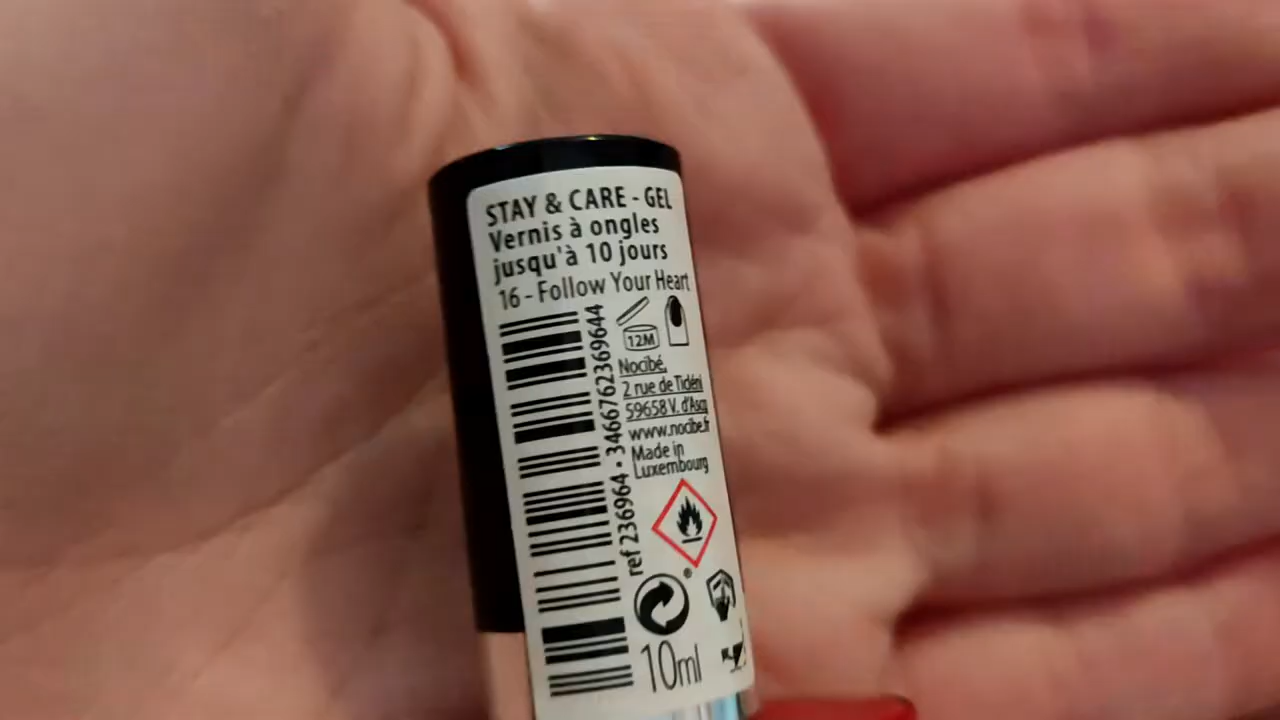 STAY & CARE - GEL
Vernis à ongles
jusqu'à 10 jours
16 - Follow Your Heart
12M
Nocibé,
2 rue de Ticléni
59658 V. d'Ascq
www.nocibe.fr
Made in
Luxembourg
ref 236964 • 3466762369644
10ml